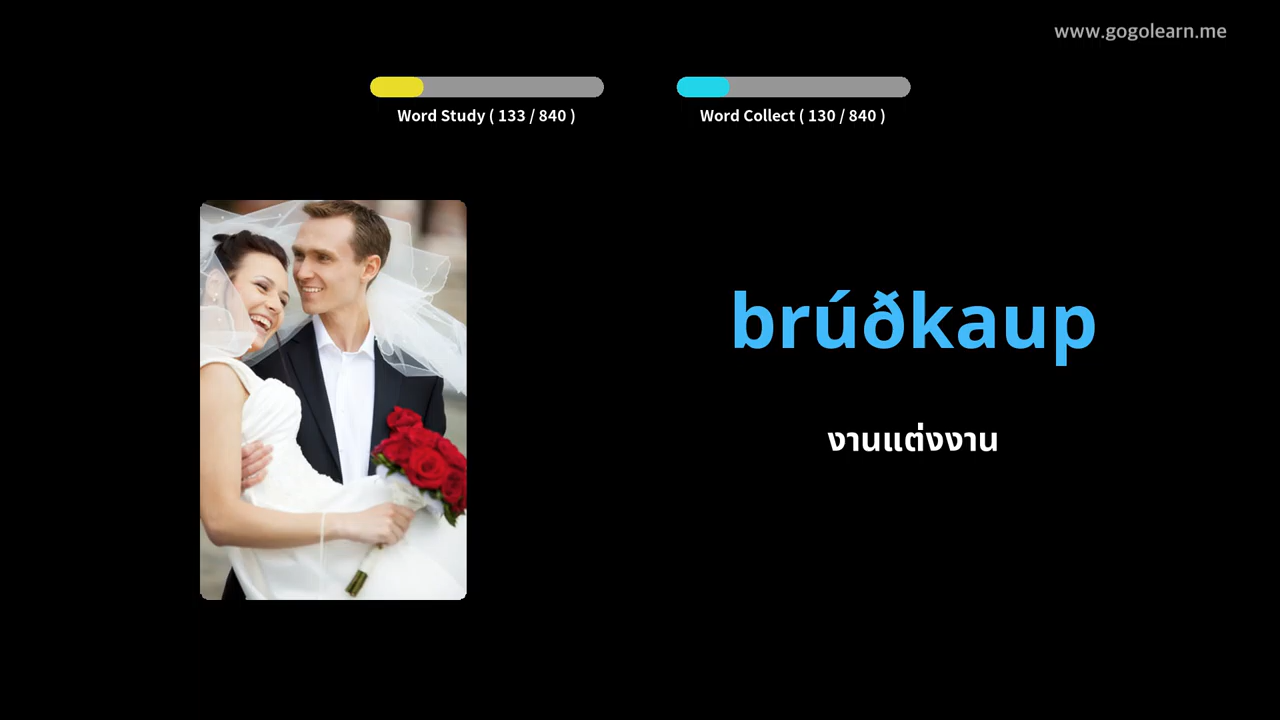 www.gogolearn.me
Word Study ( 133 / 840 )
Word Collect ( 130 / 840 )
brúðkaup
งานแต่งงาน